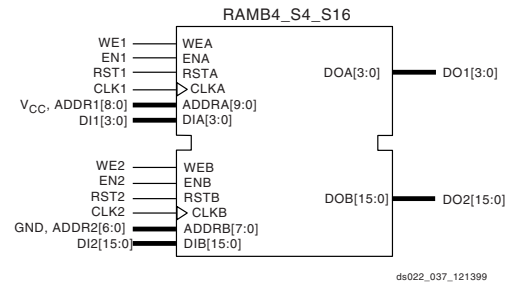 RAMB4_S4_S16
WE1 WEA
EN1 ENA
RST1 RSTA DOA[3:0] DO1[3:0]
CLK1 CLKA
VCC, ADDR1[8:0] ADDRA[9:0]
DI1[3:0] DIA[3:0]
WE2 WEB
EN2 ENB
RST2 RSTB DOB[15:0] DO2[15:0]
CLK2 CLKB
GND, ADDR2[6:0] ADDRB[7:0]
DI2[15:0] DIB[15:0]
ds022_037_121399